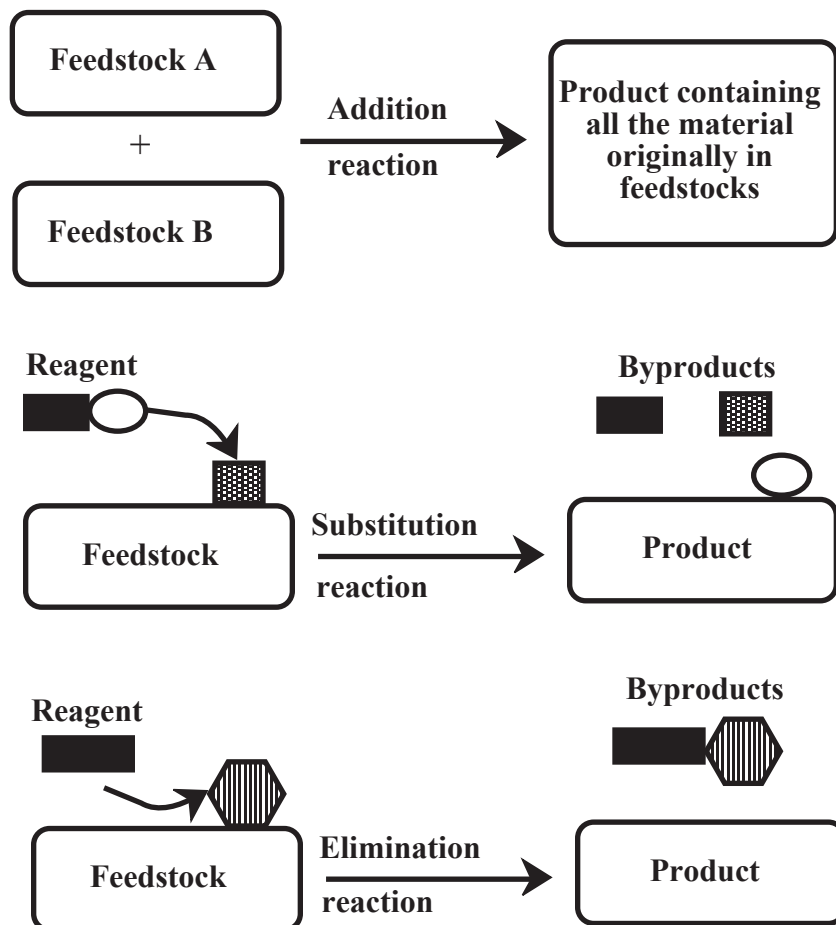 Feedstock A
+
Feedstock B
Addition
reaction
Product containing
all the material
originally in
feedstocks
Reagent
Feedstock
Substitution
reaction
Byproducts
Product
Reagent
Feedstock
Elimination
reaction
Byproducts
Product